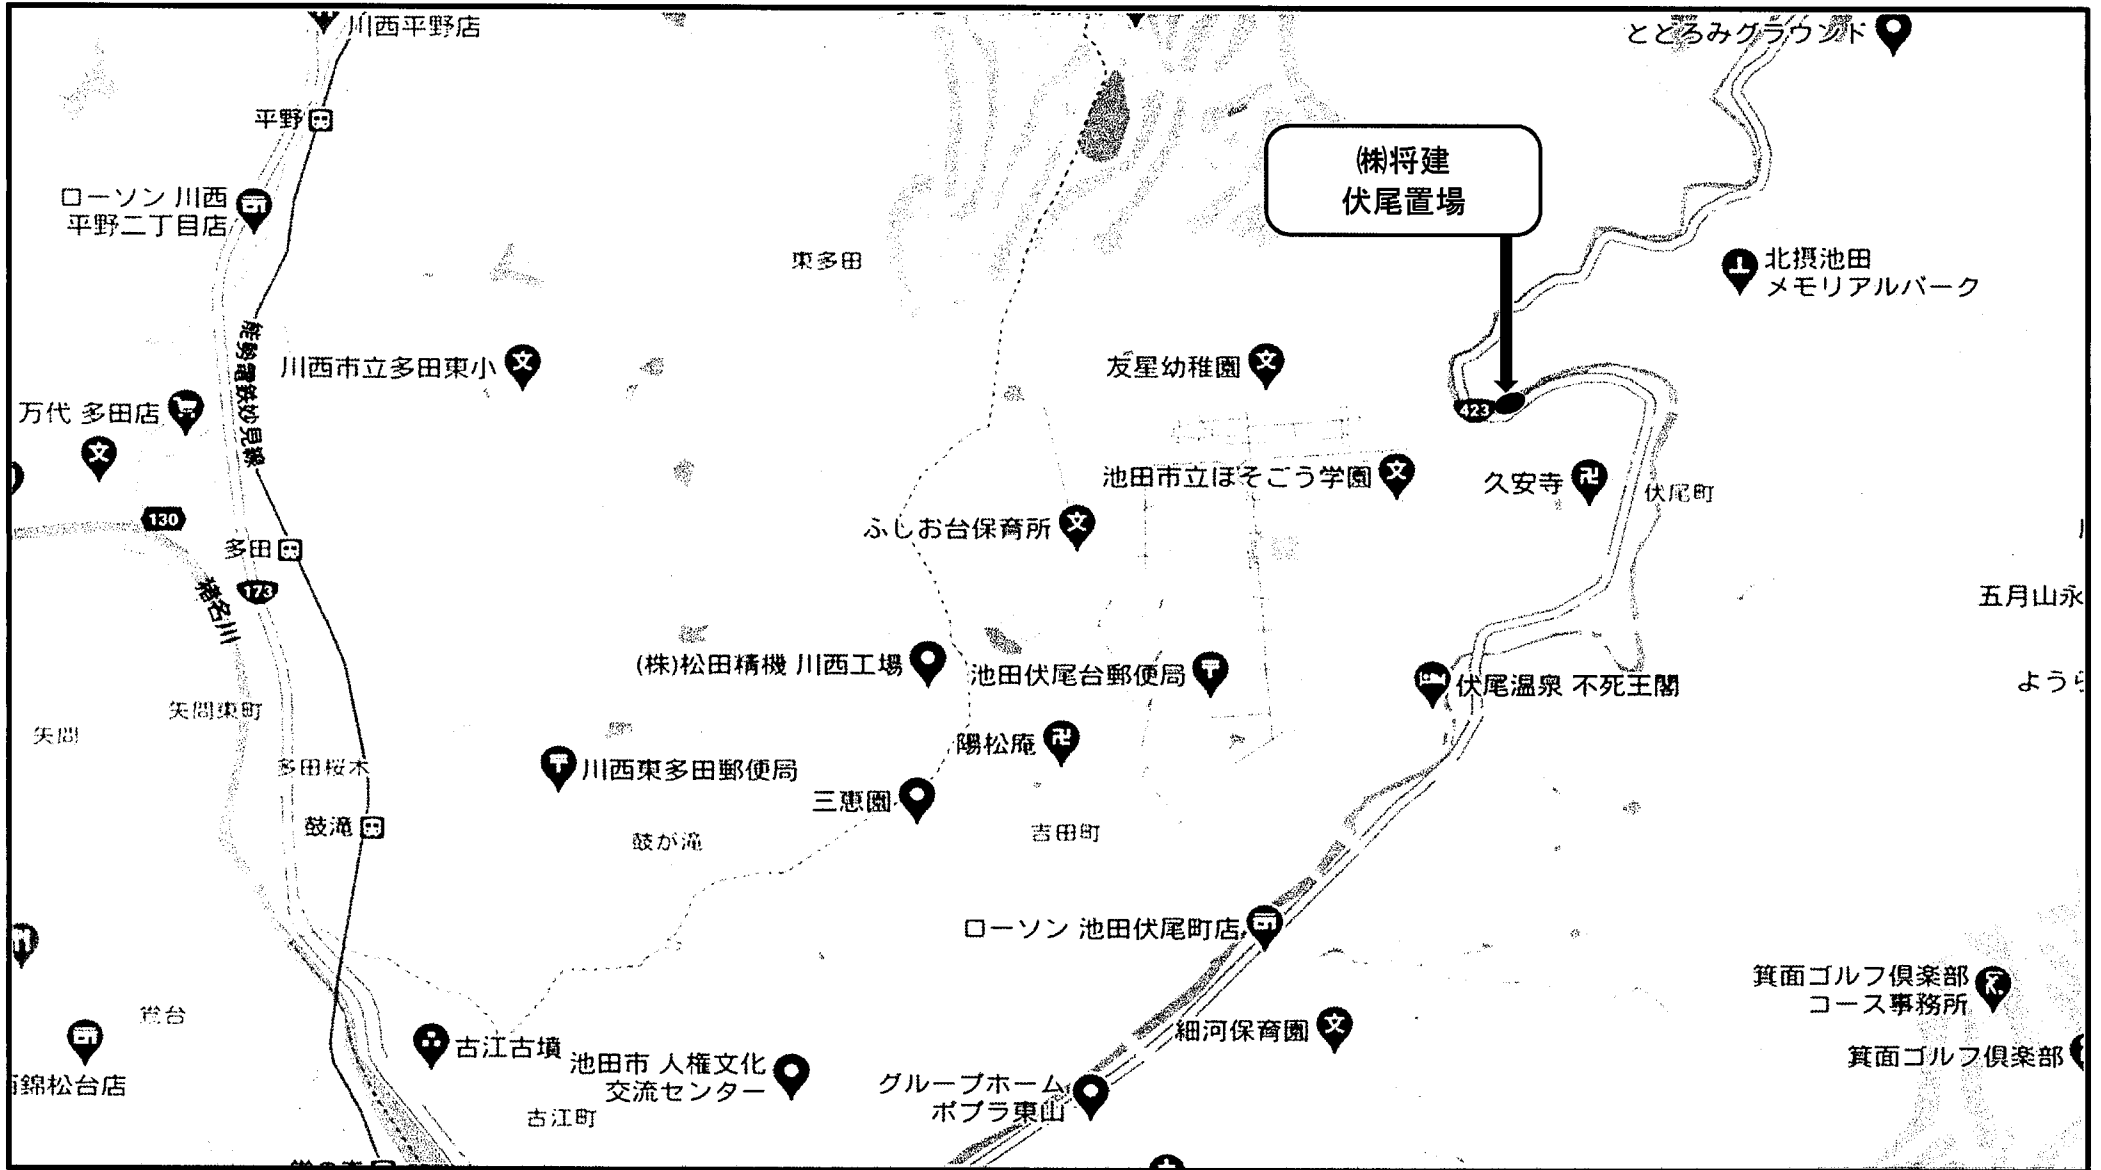 川西平野店
ととろみグラウンド
平野
㈱将建
伏尾置場
ローソン 川西
平野二丁目店
東多田
北摂池田
メモリアルパーク
能勢電鉄妙見線
川西市立多田東小
友星幼稚園
万代 多田店
423
池田市立ほそごう学園
久安寺
伏尾町
130
ふしお台保育所
多田
173
猪名川
五月山永
(株)松田精機 川西工場
池田伏尾台郵便局
伏尾温泉 不死王閣
ようら
矢問東町
矢問
陽松庵
多田桜木
川西東多田郵便局
三恵園
鼓滝
鼓が滝
吉田町
ローソン 池田伏尾町店
箕面ゴルフ倶楽部
コース事務所
鴬台
細河保育園
古江古墳
池田市 人権文化
交流センター
箕面ゴルフ倶楽部
西錦松台店
グループホーム
ポプラ東山
古江町